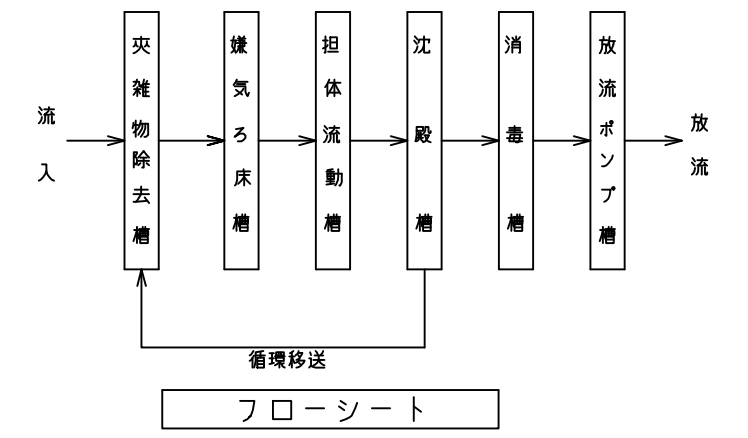 流入
夾雑物除去槽
嫌気ろ床槽
担体流動槽
沈殿槽
消毒槽
放流ポンプ槽
放流
循環移送
フローシート